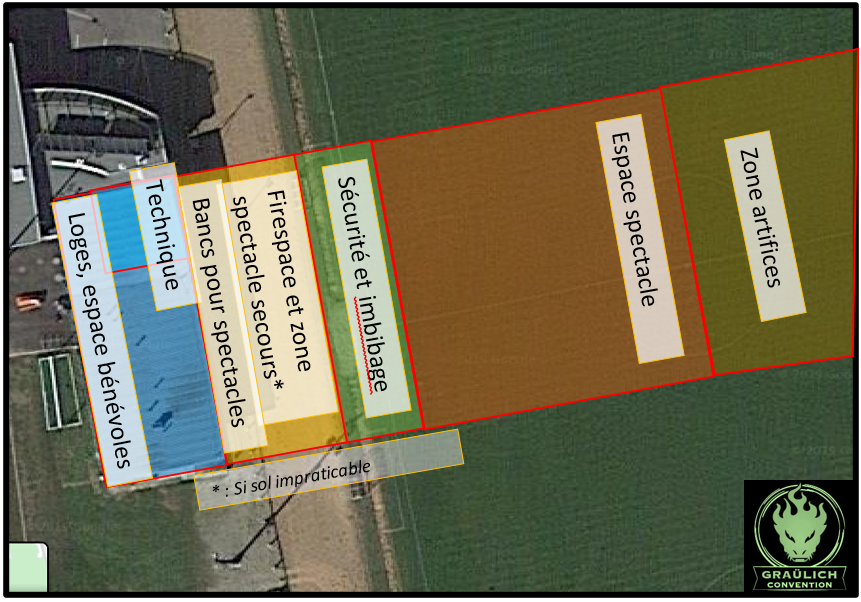 Loges, espace bénévoles
Technique
Bancs pour spectacles
Firespace et zone
spectacle secours*
Sécurité et imbibage
Espace spectacle
Zone artifices
* : Si sol impraticable
GRAÜLICH
CONVENTION